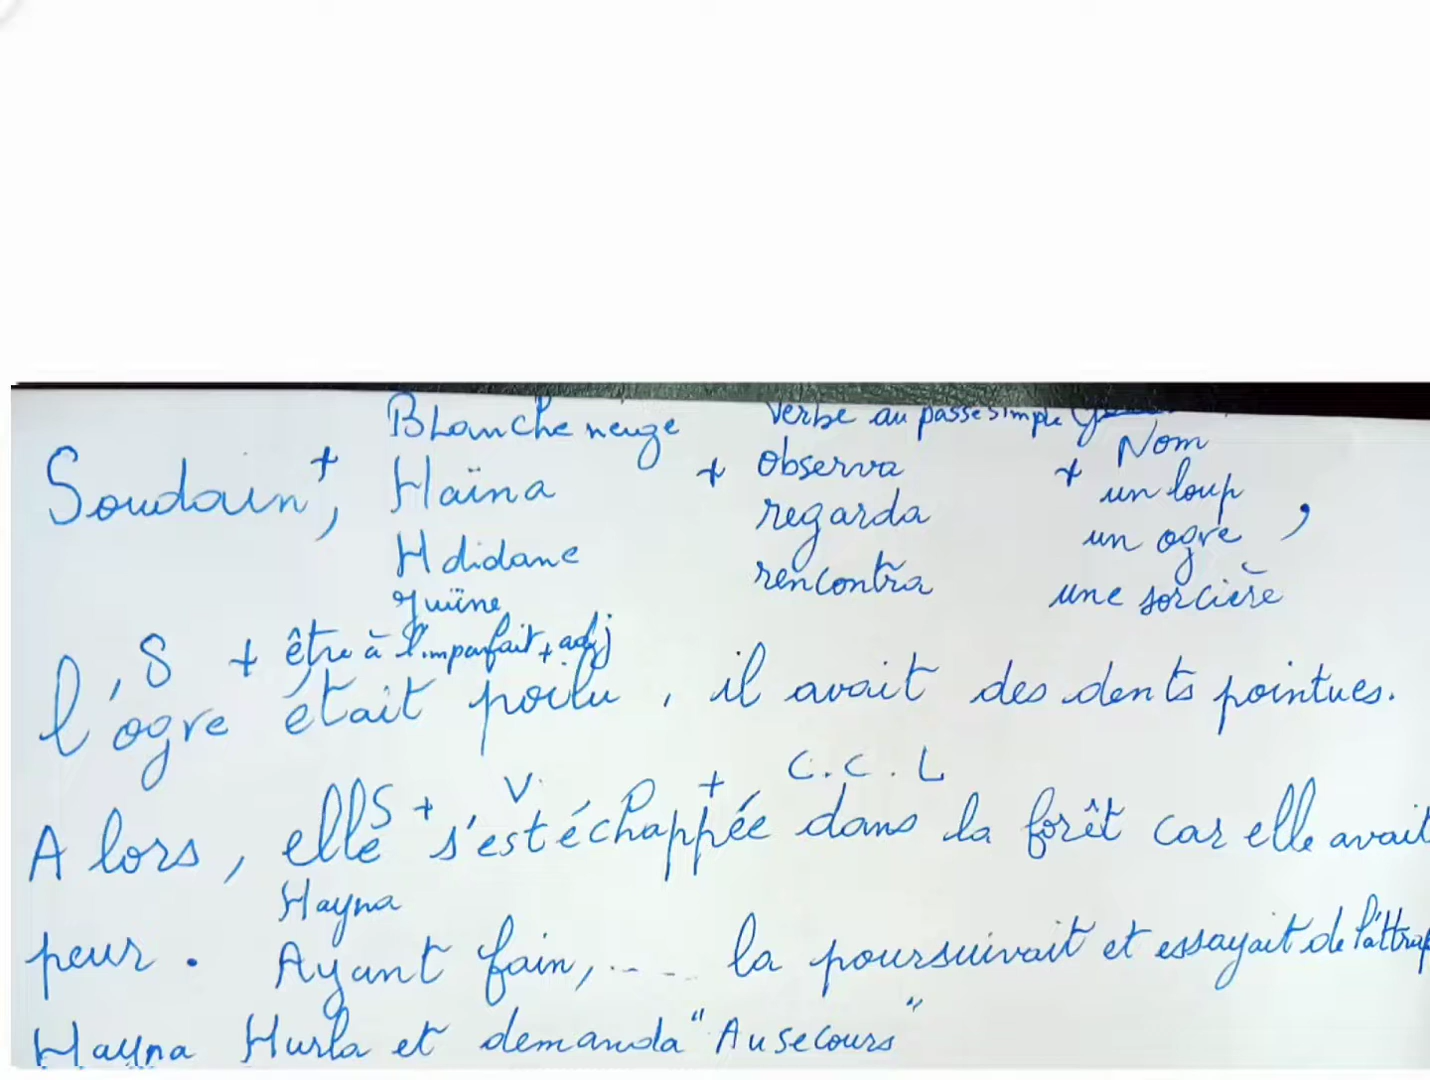 Blanche neige verbe au passé simple
Soudain, + Haïna + observa + Nom
Hdidane regarda un loup
rencontra un ogre ,
une sorcière
S + être à l'imparfait + adj
l'ogre était poilu, il avait des dents pointues.
S + V. + C.C.L
Alors, elle s'est échappée dans la forêt car elle avait
Hayna
peur. Ayant fain, .... la poursuivait et essayait de l'attrap
Hayna Hurla et demanda "Au secours"